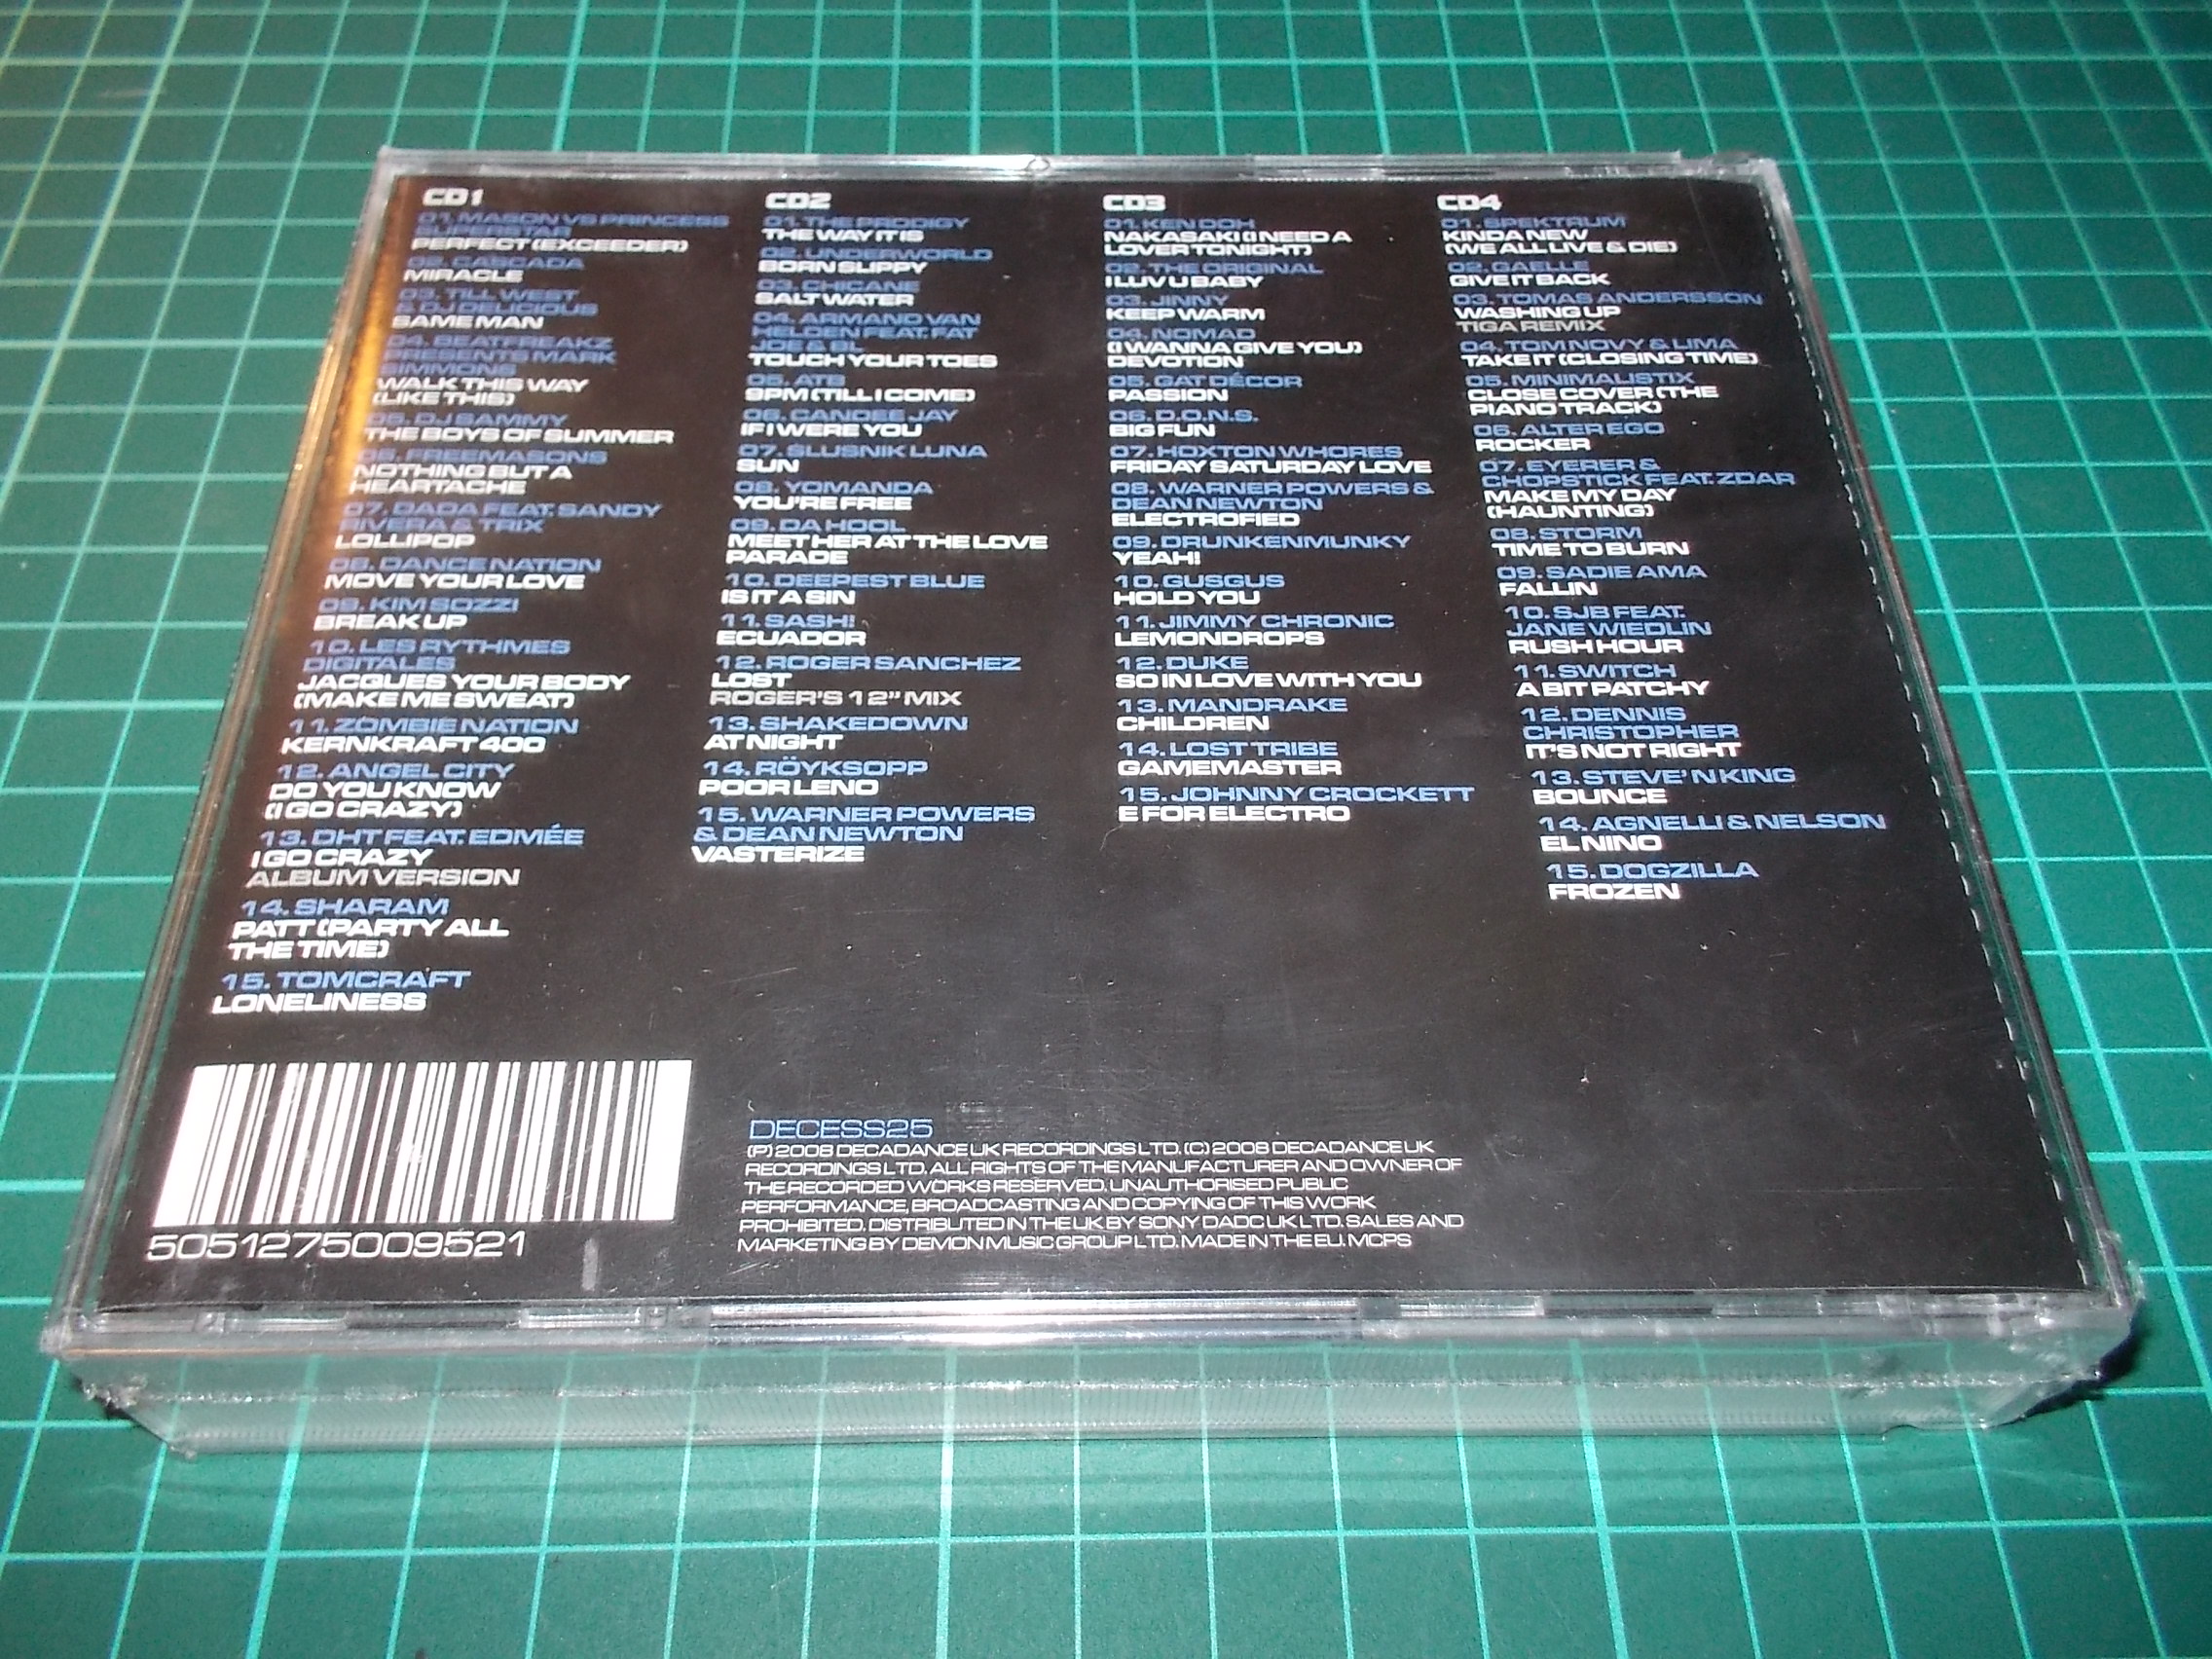 CD1
01. MASON VS PRINCESS
SUPERSTAR
PERFECT (EXCEEDER)
02. CASCADA
MIRACLE
03. TILL WEST
& DJ DELICIOUS
SAME MAN
04. BEATFREAKZ
PRESENTS MARK
SIMMONS
WALK THIS WAY
(LIKE THIS)
05. DJ SAMMY
THE BOYS OF SUMMER
06. FREEMASONS
NOTHING BUT A
HEARTACHE
07. DADA FEAT. SANDY
RIVERA & TRIX
LOLLIPOP
08. DANCE NATION
MOVE YOUR LOVE
09. KIM SOZZI
BREAK UP
10. LES RYTHMES
DIGITALES
JACQUES YOUR BODY
(MAKE ME SWEAT)
11. ZOMBIE NATION
KERNKRAFT 400
12. ANGEL CITY
DO YOU KNOW
(I GO CRAZY)
13. DHT FEAT. EDMÉE
I GO CRAZY
ALBUM VERSION
14. SHARAM
PATT (PARTY ALL
THE TIME)
15. TOMCRAFT
LONELINESS
CD2
01. THE PRODIGY
THE WAY IT IS
02. UNDERWORLD
BORN SLIPPY
03. CHICANE
SALT WATER
04. ARMAND VAN
HELDEN FEAT. FAT
JOE & BL
TOUCH YOUR TOES
05. ATB
9PM (TILL I COME)
06. CANDEE JAY
IF I WERE YOU
07. SLUSNIK LUNA
SUN
08. YOMANDA
YOU'RE FREE
09. DA HOOL
MEET HER AT THE LOVE
PARADE
10. DEEPEST BLUE
IS IT A SIN
11. SASH!
ECUADOR
12. ROGER SANCHEZ
LOST
ROGER'S 12" MIX
13. SHAKEDOWN
AT NIGHT
14. RÖYKSOPP
POOR LENO
15. WARNER POWERS
& DEAN NEWTON
VASTERIZE
CD3
01. KEN DOH
NAKASAKI (I NEED A
LOVER TONIGHT)
02. THE ORIGINAL
I LUV U BABY
03. JINNY
KEEP WARM
04. NOMAD
(I WANNA GIVE YOU)
DEVOTION
05. GAT DÉCOR
PASSION
06. D.O.N.S.
BIG FUN
07. HOXTON WHORES
FRIDAY SATURDAY LOVE
08. WARNER POWERS &
DEAN NEWTON
ELECTROFIED
09. DRUNKENMUNKY
YEAH!
10. GUSGUS
HOLD YOU
11. JIMMY CHRONIC
LEMONDROPS
12. DUKE
SO IN LOVE WITH YOU
13. MANDRAKE
CHILDREN
14. LOST TRIBE
GAMEMASTER
15. JOHNNY CROCKETT
E FOR ELECTRO
CD4
01. SPEKTRUM
KINDA NEW
(WE ALL LIVE & DIE)
02. GAELLE
GIVE IT BACK
03. TOMAS ANDERSSON
WASHING UP
TIGA REMIX
04. TOM NOVY & LIMA
TAKE IT (CLOSING TIME)
05. MINIMALISTIX
CLOSE COVER (THE
PIANO TRACK)
06. ALTER EGO
ROCKER
07. EYERER &
CHOPSTICK FEAT. ZDAR
MAKE MY DAY
(HAUNTING)
08. STORM
TIME TO BURN
09. SADIE AMA
FALLIN
10. SJB FEAT.
JANE WIEDLIN
RUSH HOUR
11. SWITCH
A BIT PATCHY
12. DENNIS
CHRISTOPHER
IT'S NOT RIGHT
13. STEVE 'N KING
BOUNCE
14. AGNELLI & NELSON
EL NINO
15. DOGZILLA
FROZEN
5051275009521
DECESS25
(P) 2008 DECADANCE UK RECORDINGS LTD. (C) 2008 DECADANCE UK
RECORDINGS LTD. ALL RIGHTS OF THE MANUFACTURER AND OWNER OF
THE RECORDED WORKS RESERVED. UNAUTHORISED PUBLIC
PERFORMANCE, BROADCASTING AND COPYING OF THIS WORK
PROHIBITED. DISTRIBUTED IN THE UK BY SONY DADC UK LTD. SALES AND
MARKETING BY DEMON MUSIC GROUP LTD. MADE IN THE EU. MCPS